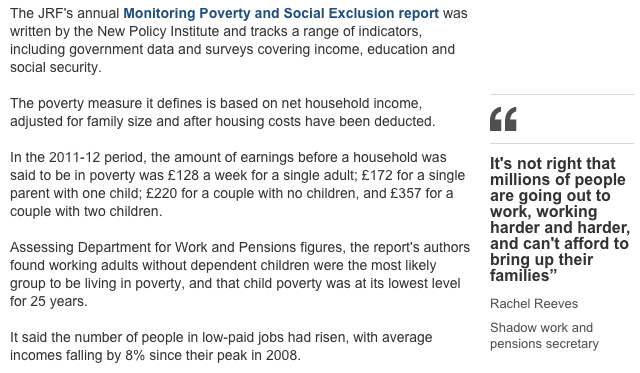 The JRF's annual Monitoring Poverty and Social Exclusion report was
written by the New Policy Institute and tracks a range of indicators,
including government data and surveys covering income, education and
social security.
The poverty measure it defines is based on net household income,
adjusted for family size and after housing costs have been deducted.
In the 2011-12 period, the amount of earnings before a household was
said to be in poverty was £128 a week for a single adult; £172 for a single
parent with one child; £220 for a couple with no children, and £357 for a
couple with two children.
Assessing Department for Work and Pensions figures, the report's authors
found working adults without dependent children were the most likely
group to be living in poverty, and that child poverty was at its lowest level
for 25 years.
It said the number of people in low-paid jobs had risen, with average
incomes falling by 8% since their peak in 2008.
“
It's not right that
millions of people
are going out to
work, working
harder and harder,
and can't afford to
bring up their
families”
Rachel Reeves
Shadow work and
pensions secretary